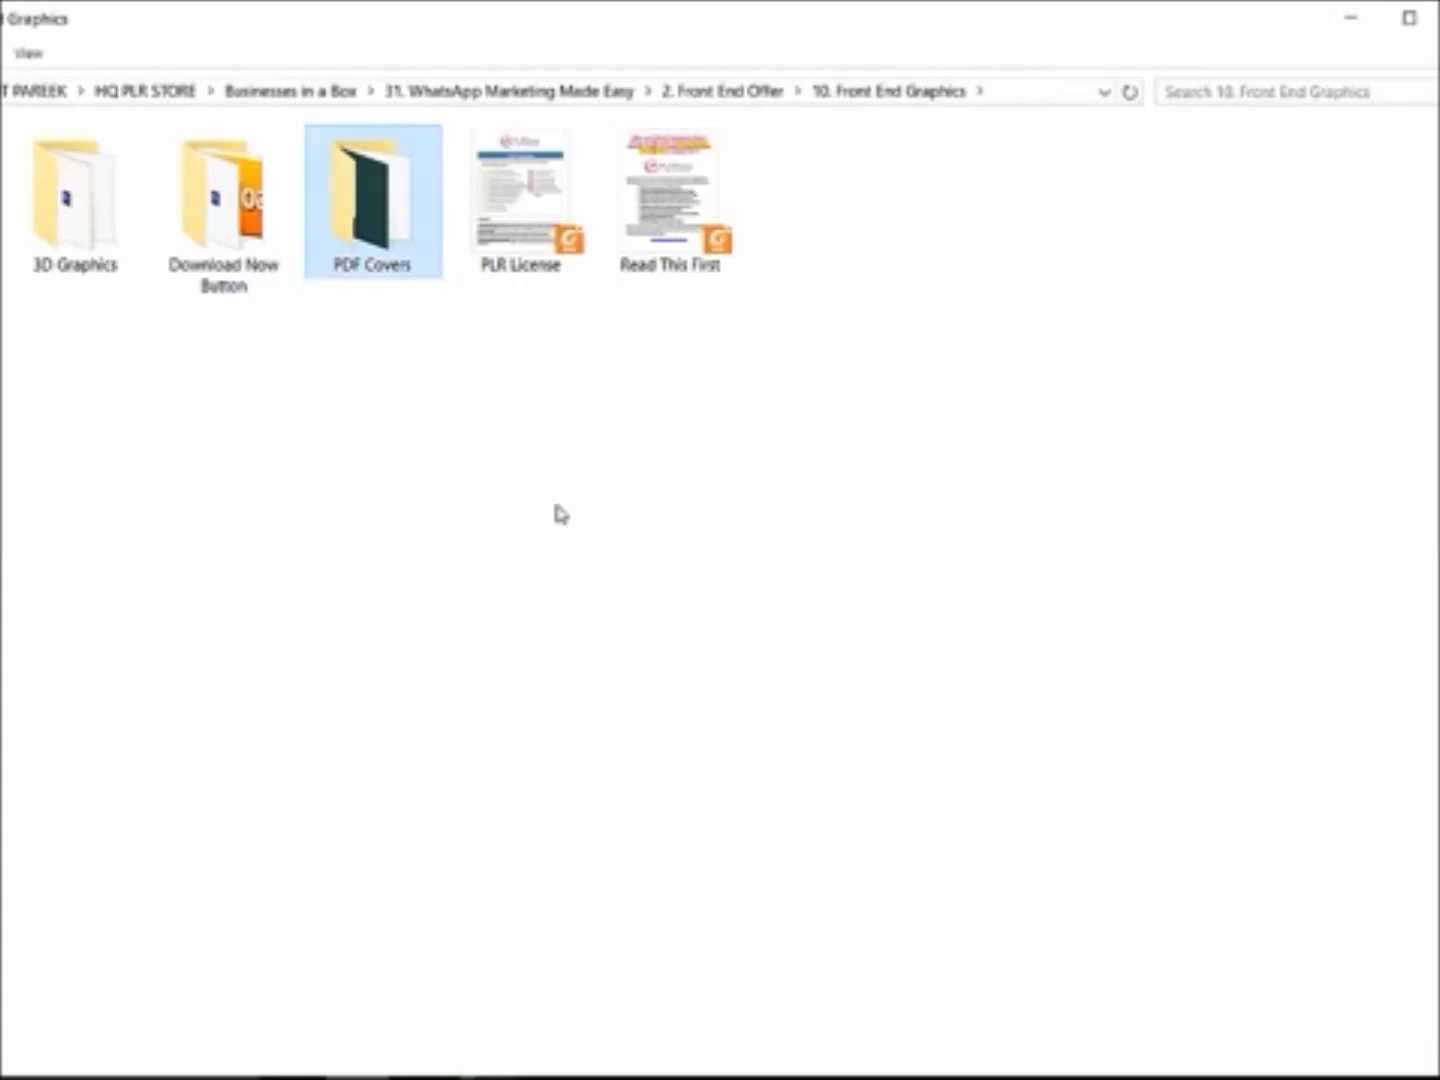 Graphics
View
T PAREEK > HQ PLR STORE > Businesses in a Box > 31. WhatsApp Marketing Made Easy > 2. Front End Offer > 10. Front End Graphics >
Search 10. Front End Graphics
3D Graphics
Download Now
Button
PDF Covers
PLR License
Read This First